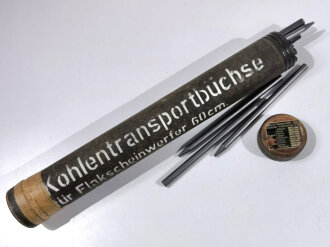 Kohlentransportbüchse
für Flakscheinwerfer 60cm.